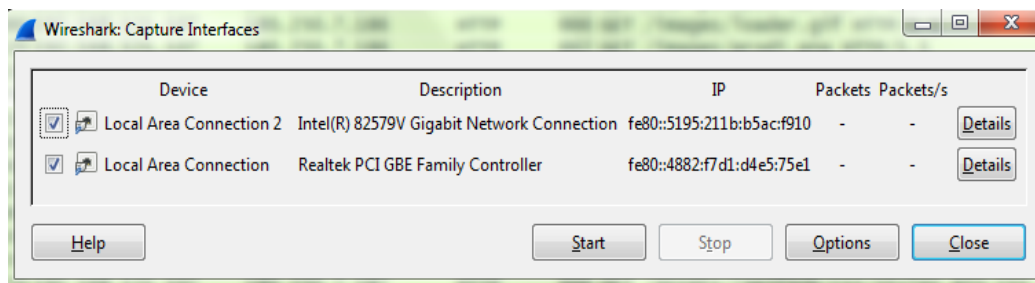 Wireshark: Capture Interfaces
Device Description IP Packets Packets/s
Local Area Connection 2 Intel(R) 82579V Gigabit Network Connection fe80::5195:211b:b5ac:f910 - - Details
Local Area Connection Realtek PCI GBE Family Controller fe80::4882:f7d1:d4e5:75e1 - - Details
Help Start Stop Options Close